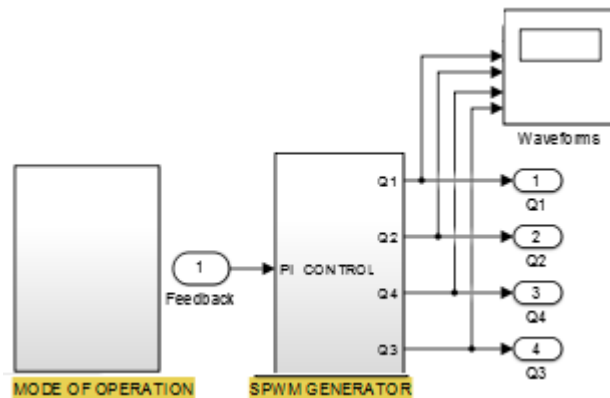 Waveforms
Q1
1
Q1
Q2
2
Q2
1
PI CONTROL
Feedback
Q4
3
Q4
Q3
4
Q3
MODE OF OPERATION
SPWM GENERATOR